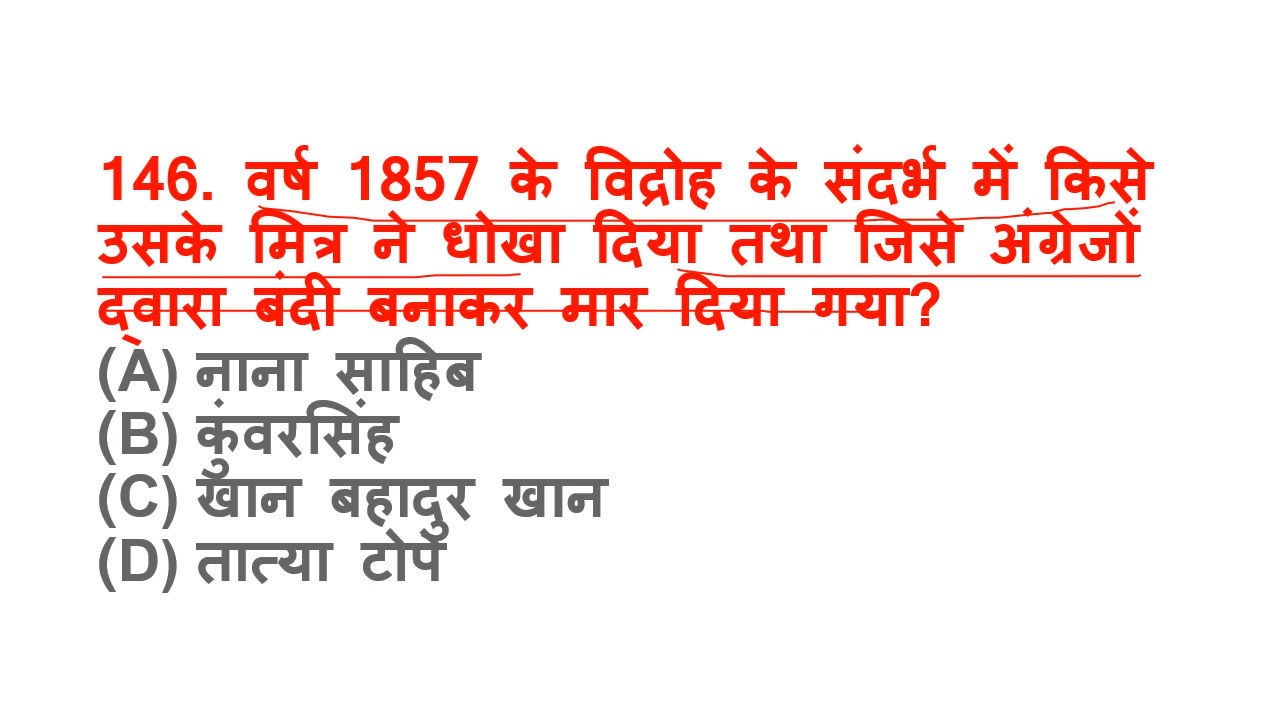 146. वर्ष 1857 के विद्रोह के संदर्भ में किसे
उसके मित्र ने धोखा दिया तथा जिसे अंग्रेजों
द्वारा बंदी बनाकर मार दिया गया?
(A) नाना साहिब
(B) कुंवरसिंह
(C) खान बहादुर खान
(D) तात्या टोपे